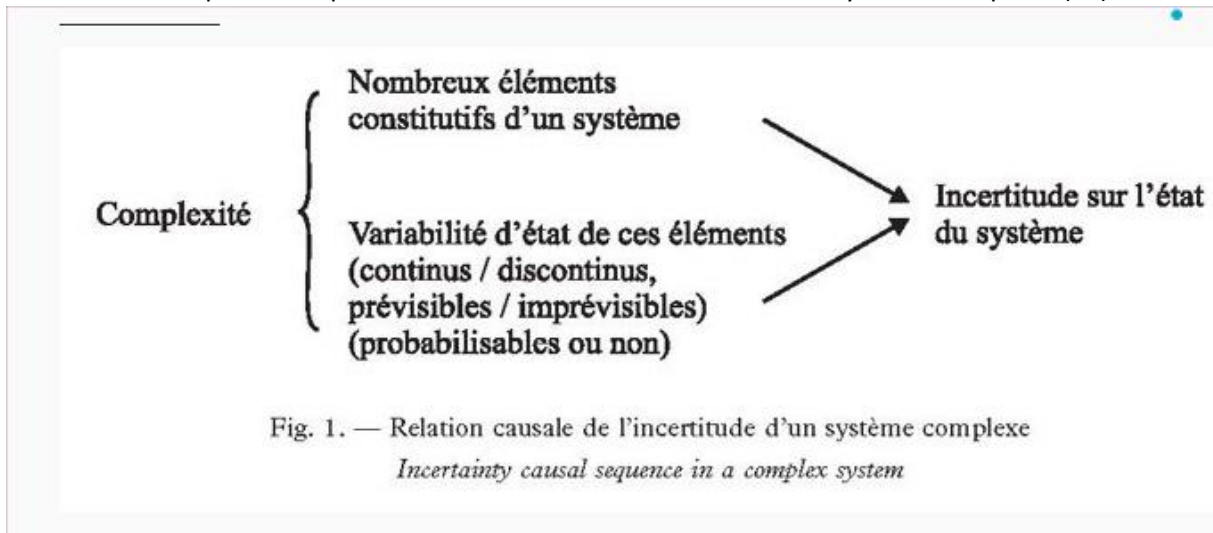 Nombreux éléments
constitutifs d'un système
Complexité
Variabilité d'état de ces éléments
(continus / discontinus,
prévisibles / imprévisibles)
(probabilisables ou non)
Incertitude sur l'état
du système
Fig. 1. — Relation causale de l'incertitude d'un système complexe
Incertainty causal sequence in a complex system